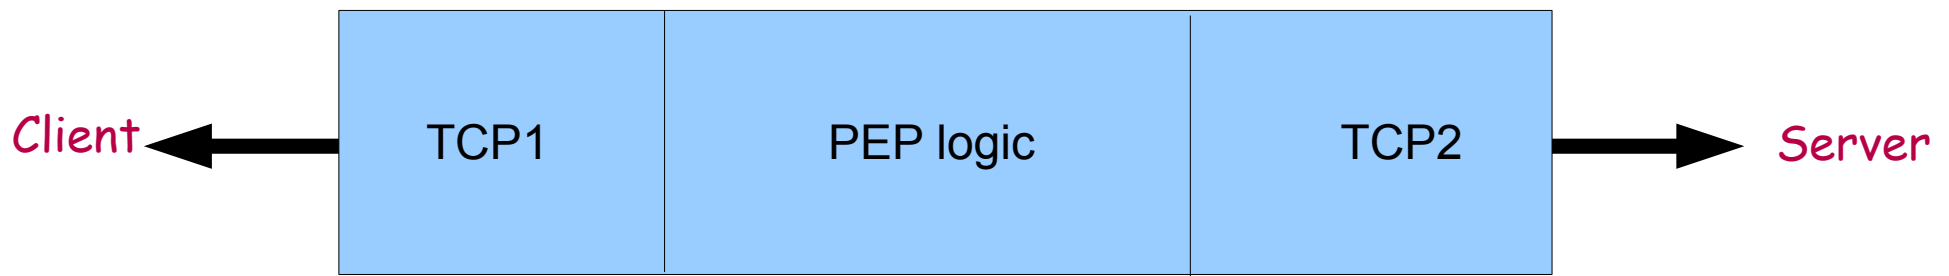 Client
TCP1
PEP logic
TCP2
Server